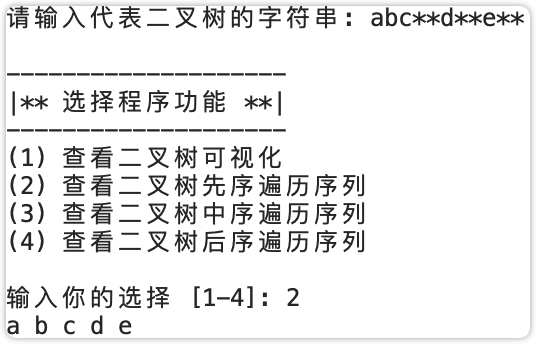 请输入代表二叉树的字符串: abc**d**e**
------------------
|** 选择程序功能 **|
------------------
(1) 查看二叉树可视化
(2) 查看二叉树先序遍历序列
(3) 查看二叉树中序遍历序列
(4) 查看二叉树后序遍历序列
输入你的选择 [1-4]: 2
a b c d e